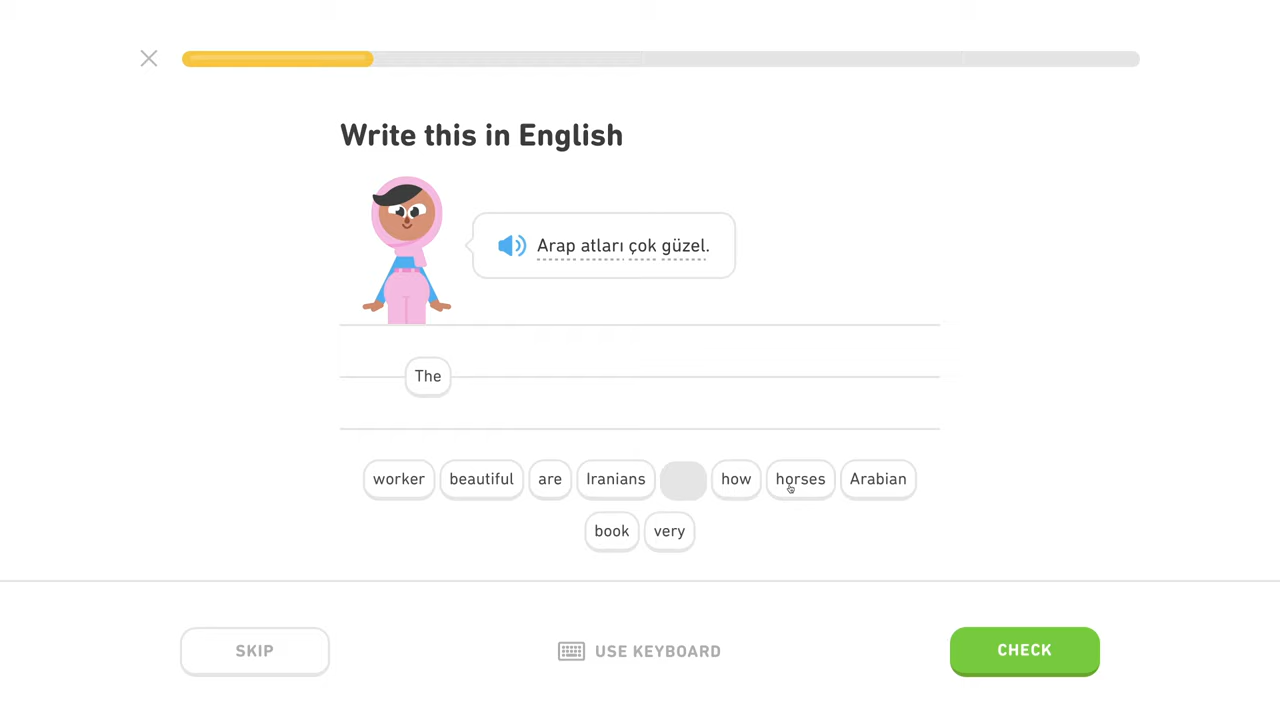 Write this in English
Arap atları çok güzel.
The
worker beautiful are Iranians how horses Arabian
book very
SKIP USE KEYBOARD CHECK